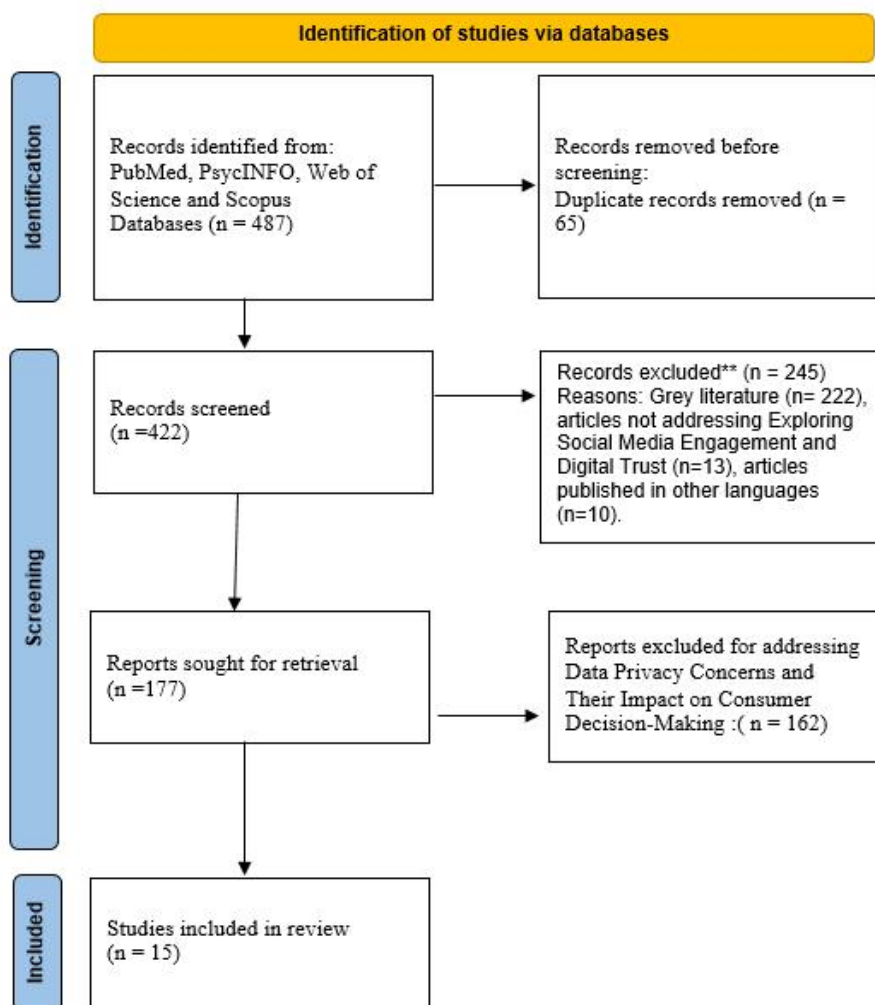 Identification of studies via databases
Identification
Records identified from:
PubMed, PsycINFO, Web of
Science and Scopus
Databases (n = 487)
Records removed before
screening:
Duplicate records removed (n =
65)
Screening
Records screened
(n =422)
Records excluded** (n = 245)
Reasons: Grey literature (n= 222),
articles not addressing Exploring
Social Media Engagement and
Digital Trust (n=13), articles
published in other languages
(n=10).
Reports sought for retrieval
(n =177)
Reports excluded for addressing
Data Privacy Concerns and
Their Impact on Consumer
Decision-Making :( n = 162)
Included
Studies included in review
(n = 15)